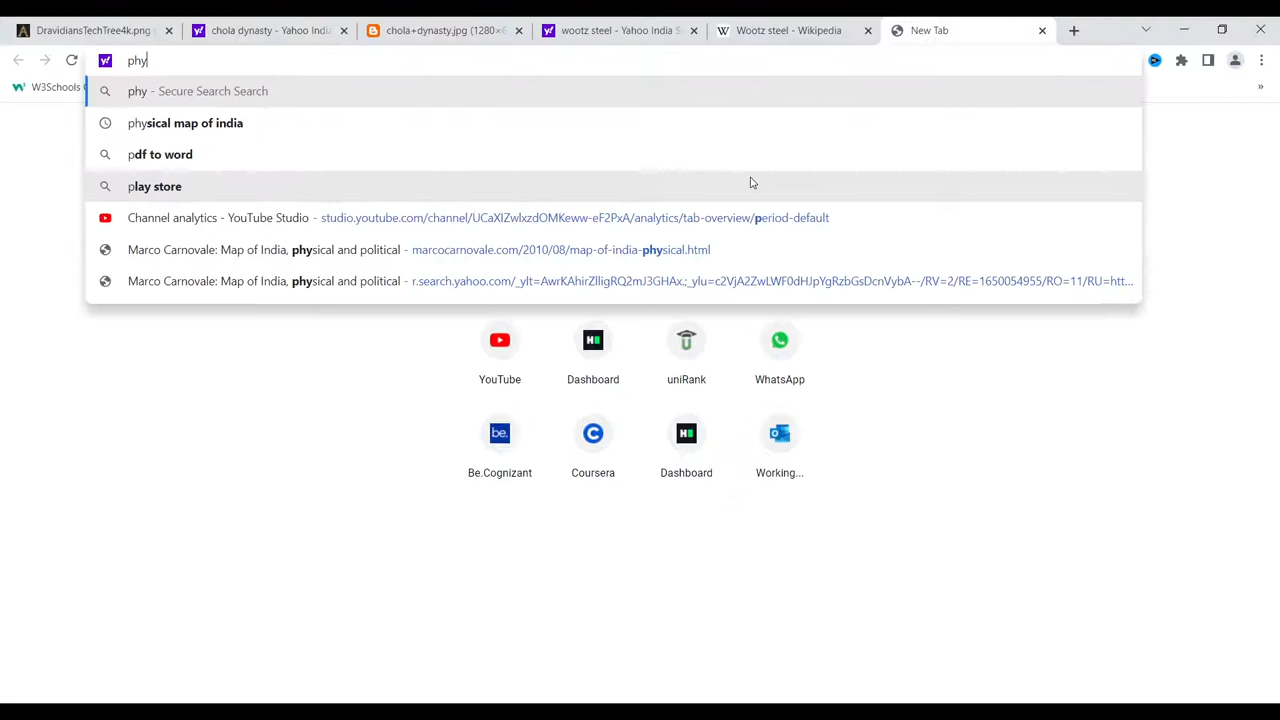 DravidiansTechTree4k.png
chola dynasty - Yahoo India
chola+dynasty.jpg (1280×6
wootz steel - Yahoo India S
Wootz steel - Wikipedia
New Tab
phy
W3Schools
phy - Secure Search Search
physical map of india
pdf to word
play store
Channel analytics - YouTube Studio - studio.youtube.com/channel/UCaXIZwlxzdOMKeww-eF2PxA/analytics/tab-overview/period-default
Marco Carnovale: Map of India, physical and political - marcocarnovale.com/2010/08/map-of-india-physical.html
Marco Carnovale: Map of India, physical and political - r.search.yahoo.com/_ylt=AwrKAhirZlligRQ2mJ3GHAx.;_ylu=c2VjA2ZwLWF0dHJpYgRzbGsDcnVybA--/RV=2/RE=1650054955/RO=11/RU=htt...
YouTube
Dashboard
uniRank
WhatsApp
be.
Be.Cognizant
Coursera
Dashboard
Working...